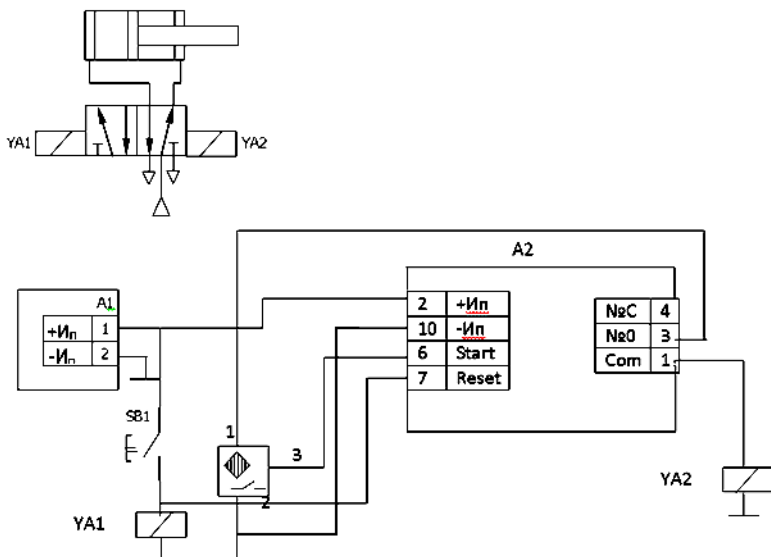 YA1
YA2
A2
A1
+Ип 1
-Ип 2
2 +Ип
10 -Ип
6 Start
7 Reset
№C 4
№0 3
Com 1
SB1
1
3
2
YA2
YA1